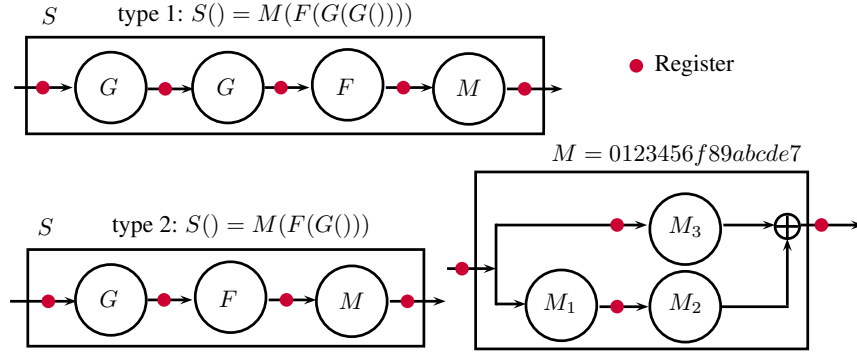 S type 1: S() = M(F(G(G())))
G G F M
Register
M = 0123456f89abcde7
S type 2: S() = M(F(G()))
G F M
M₃
M₁ M₂